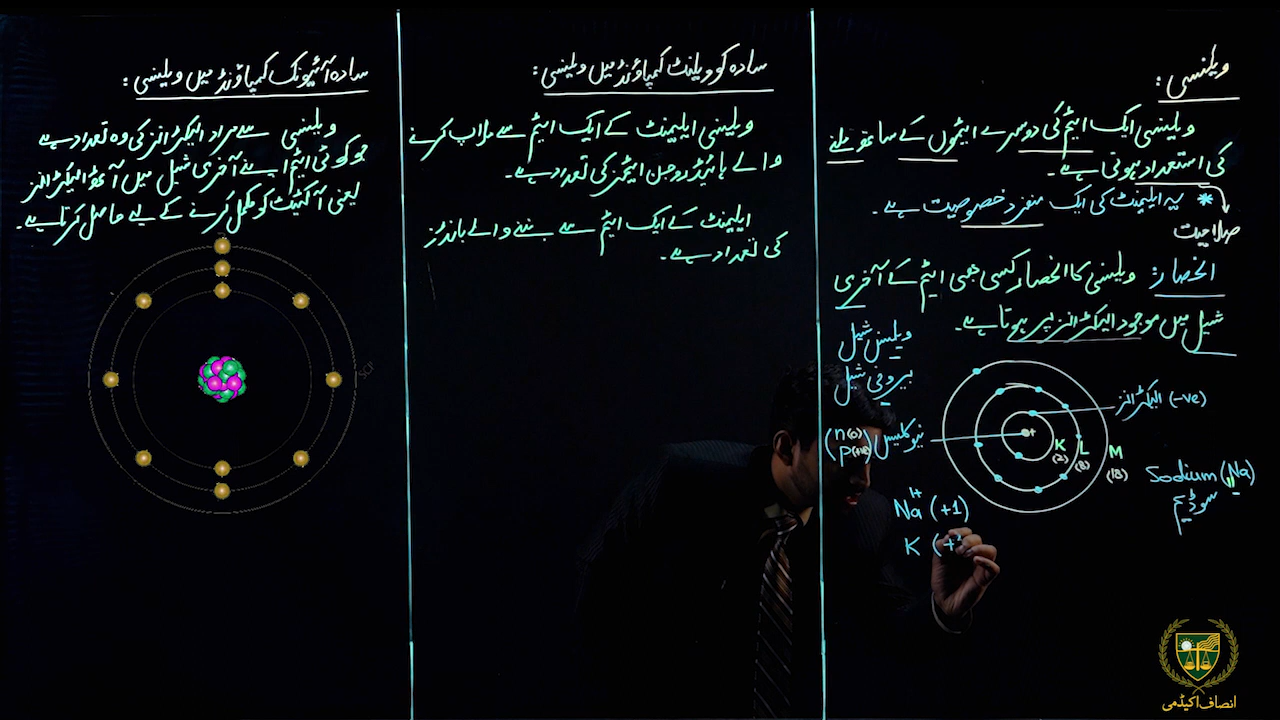 ویلنسی:
ویلنسی ایک ایٹم کی دوسرے ایٹموں کے ساتھ ملنے
کی استعداد ہوتی ہے۔
* یہ ایلیمنٹ کی ایک منفرد خصوصیت ہے۔
صلاحیت
انحصار: ویلنسی کا انحصار کسی بھی ایٹم کے آخری
شیل میں موجود الیکٹرانز پر ہوتا ہے۔
ویلنس شیل
بیرونی شیل
الیکٹرانز (-ve)
نیوکلیس (n(0) P(+ve))
+
K L M
(2) (8) (18)
Sodium (Na)
سوڈیم
Na¹⁺ (+1)
K (+
سادہ کوویلنٹ کمپاؤنڈز میں ویلنسی:
ویلنسی ایلیمنٹ کے ایک ایٹم سے ملاپ کرنے
والے ہائیڈروجن ایٹمز کی تعداد ہے۔
ایلیمنٹ کے ایک ایٹم سے بننے والے بانڈز
کی تعداد ہے۔
سادہ آئیونک کمپاؤنڈز میں ویلنسی:
ویلنسی سے مراد الیکٹرانز کی وہ تعداد ہے
جو کوئی ایٹم اپنے آخری شیل میں آٹھ الیکٹرانز
یعنی آکٹیٹ کو مکمل کرنے کے لیے حاصل کرتا ہے۔
انصاف اکیڈمی